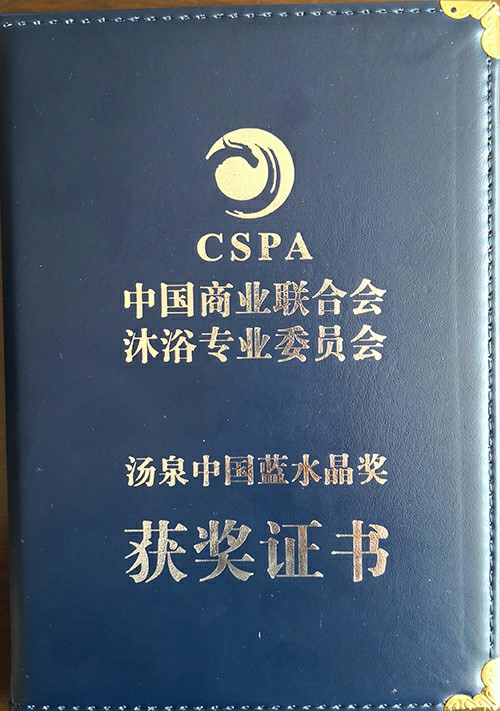 CSPA
中国商业联合会
沐浴专业委员会
汤泉中国蓝水晶奖
获奖证书